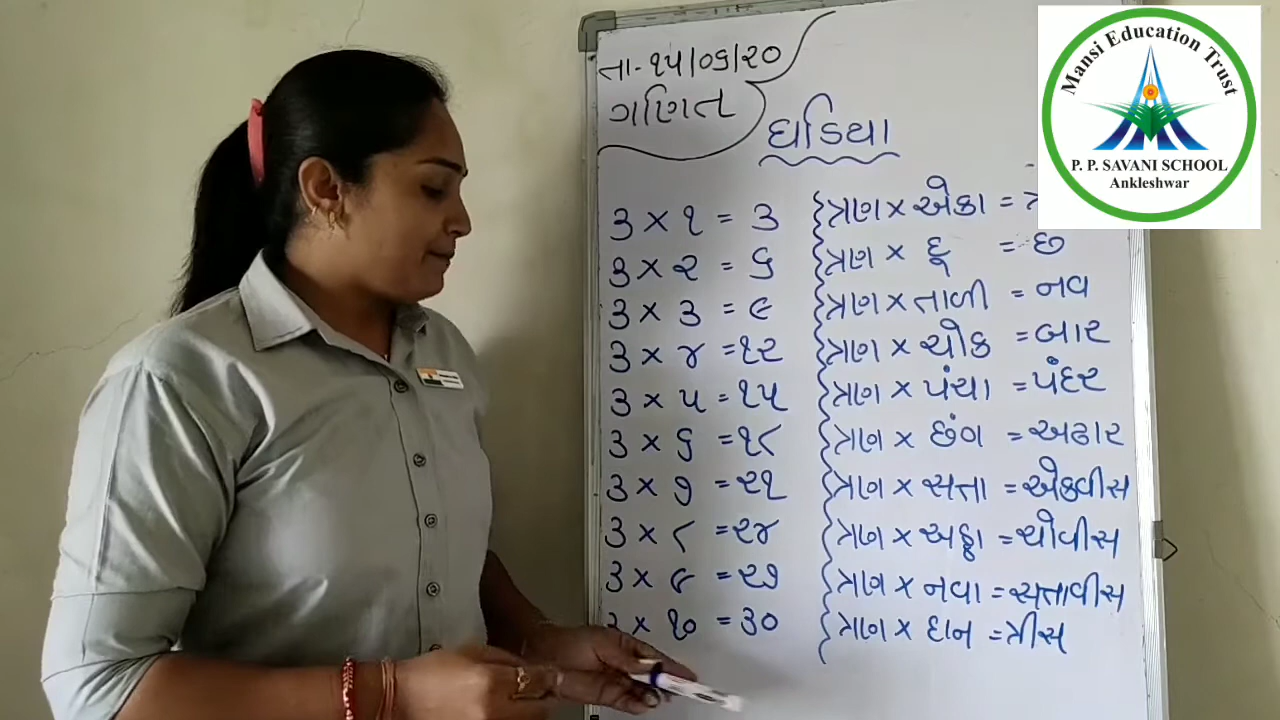 તા-૧૫/૦૬/૨૦
ગણિત
ઘડિયા
૩ × ૧ = ૩
૩ × ૨ = ૬
૩ × ૩ = ૯
૩ × ૪ = ૧૨
૩ × ૫ = ૧૫
૩ × ૬ = ૧૮
૩ × ૭ = ૨૧
૩ × ૮ = ૨૪
૩ × ૯ = ૨૭
૩ × ૧૦ = ૩૦
ત્રણ × એકા =
ત્રણ × દૂ = છ
ત્રણ × તાળી = નવ
ત્રણ × ચોક = બાર
ત્રણ × પંચા = પંદર
ત્રણ × છંગ = અઢાર
ત્રણ × સત્તા = એકવીસ
ત્રણ × અઠ્ઠા = ચોવીસ
ત્રણ × નવા = સત્તાવીસ
ત્રણ × દાન = ત્રીસ
Mansi Education Trust
P. P. SAVANI SCHOOL
Ankleshwar